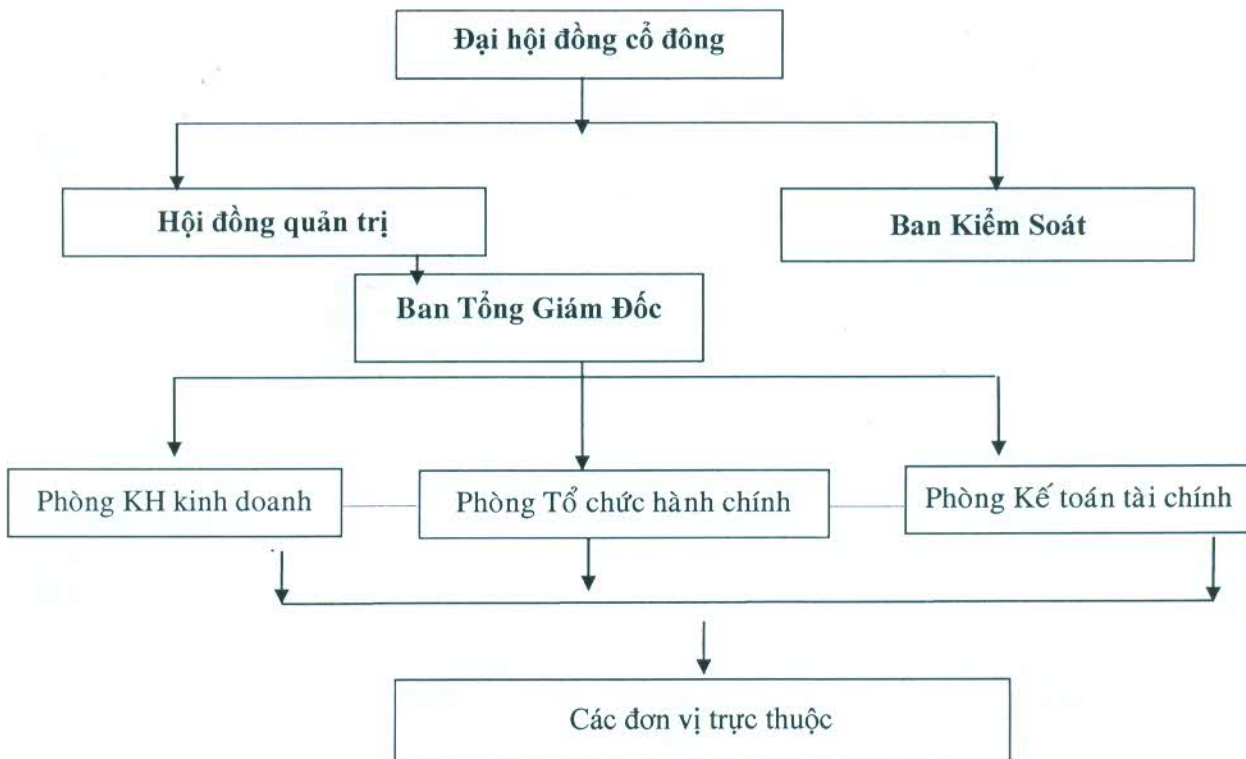 Đại hội đồng cổ đông
Hội đồng quản trị
Ban Kiểm Soát
Ban Tổng Giám Đốc
Phòng KH kinh doanh
Phòng Tổ chức hành chính
Phòng Kế toán tài chính
Các đơn vị trực thuộc